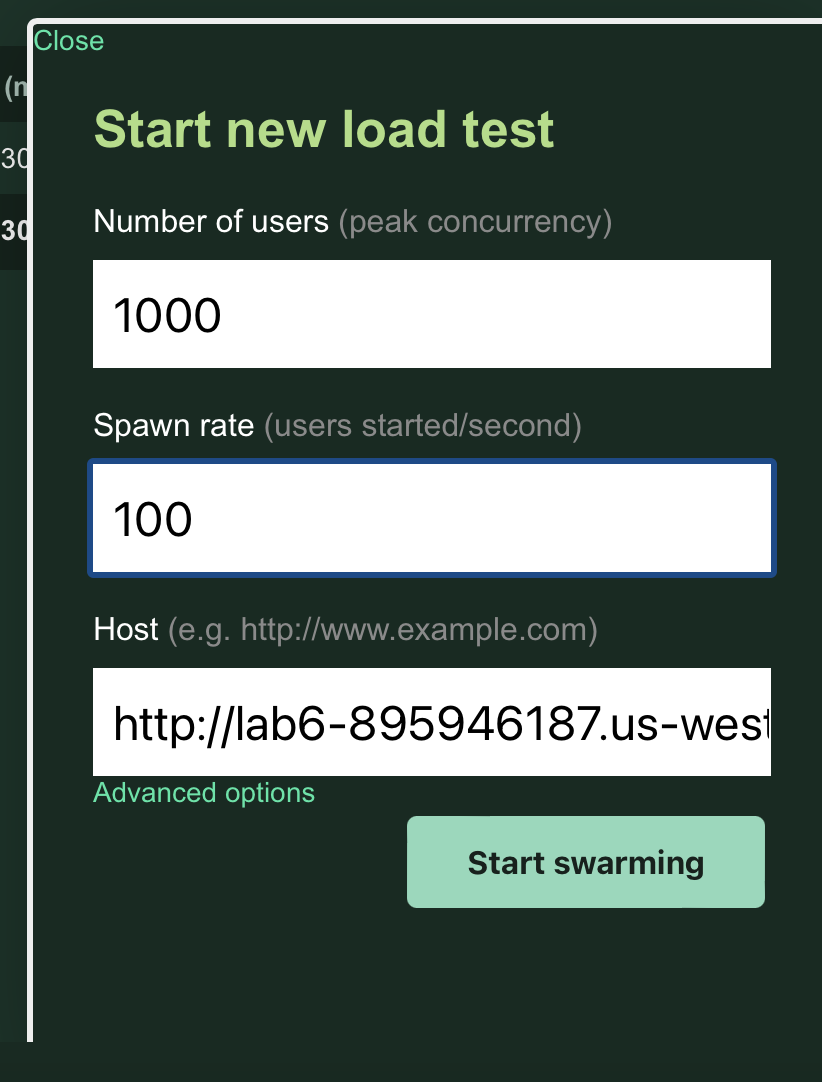 Close
(n
Start new load test
30
Number of users (peak concurrency)
30
1000
Spawn rate (users started/second)
100
Host (e.g. http://www.example.com)
http://lab6-895946187.us-west
Advanced options
Start swarming